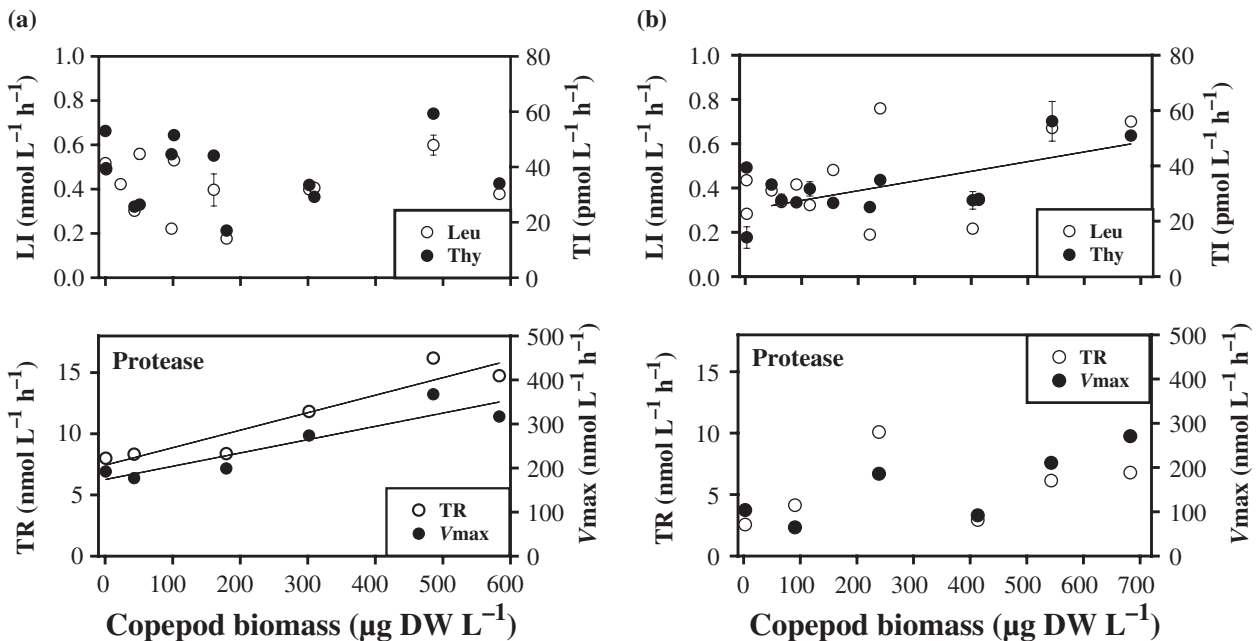 (a)
(b)
LI (nmol L−1 h−1)
1.0
0.8
0.6
0.4
0.2
0.0
80
60
40
20
0
TI (pmol L−1 h−1)
Leu
Thy
LI (nmol L−1 h−1)
1.0
0.8
0.6
0.4
0.2
0.0
80
60
40
20
0
TI (pmol L−1 h−1)
Leu
Thy
TR (nmol L−1 h−1)
15
10
5
0
Protease
500
400
300
200
100
0
Vmax (nmol L−1 h−1)
TR
Vmax
0 100 200 300 400 500 600
Copepod biomass (µg DW L−1)
TR (nmol L−1 h−1)
15
10
5
0
Protease
500
400
300
200
100
0
Vmax (nmol L−1 h−1)
TR
Vmax
0 100 200 300 400 500 600 700
Copepod biomass (µg DW L−1)